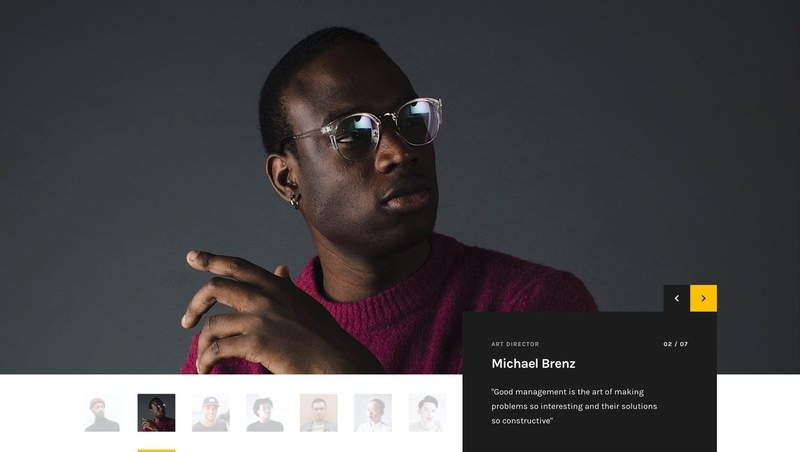 ART DIRECTOR 02 / 07
Michael Brenz
"Good management is the art of making
problems so interesting and their solutions
so constructive"